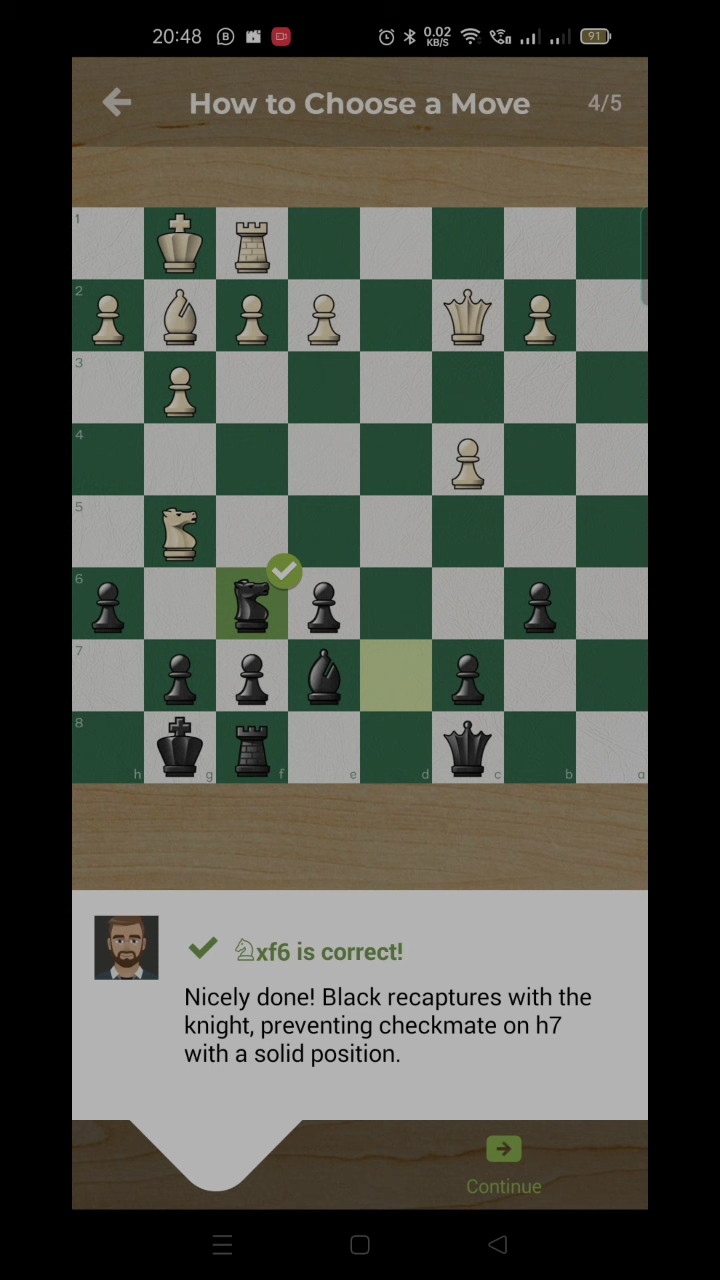 20:48 B 0.02 KB/S 91
How to Choose a Move 4/5
1
2
3
4
5
6
7
8
h g f e d c b a
♘xf6 is correct!
Nicely done! Black recaptures with the
knight, preventing checkmate on h7
with a solid position.
Continue